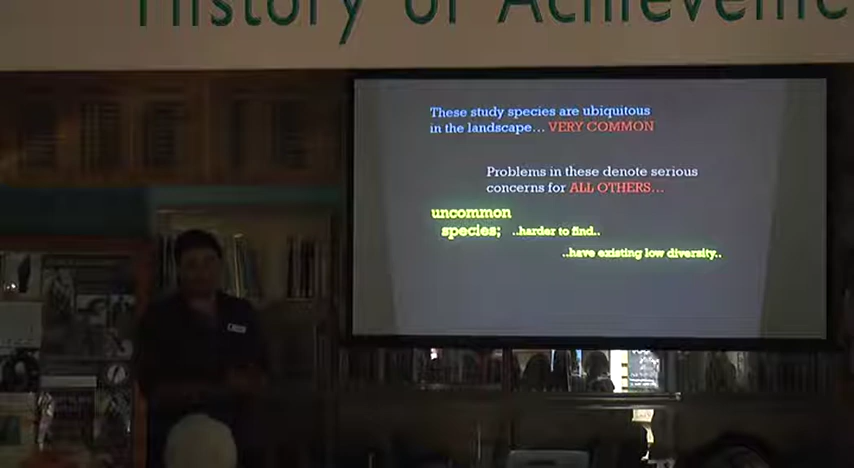 History of Achievement
These study species are ubiquitous
in the landscape... VERY COMMON
Problems in these denote serious
concerns for ALL OTHERS...
uncommon
species; ..harder to find..
..have existing low diversity..